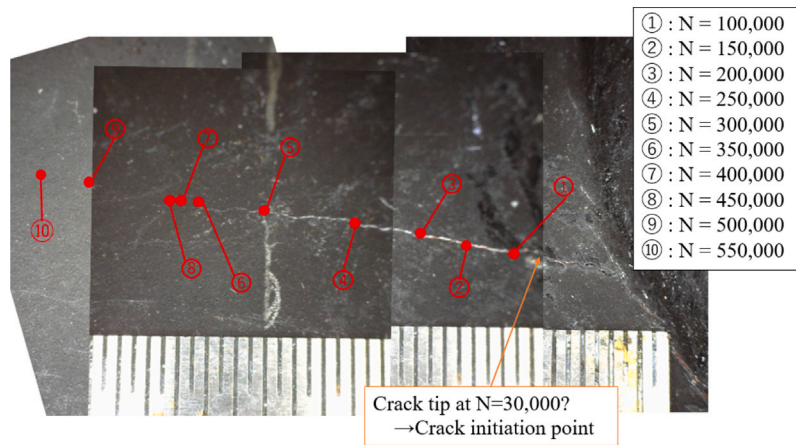 ① : N = 100,000
② : N = 150,000
③ : N = 200,000
④ : N = 250,000
⑤ : N = 300,000
⑥ : N = 350,000
⑦ : N = 400,000
⑧ : N = 450,000
⑨ : N = 500,000
⑩ : N = 550,000
⑨
⑦
⑤
③
①
⑩
⑧
⑥
④
②
Crack tip at N=30,000?
→Crack initiation point